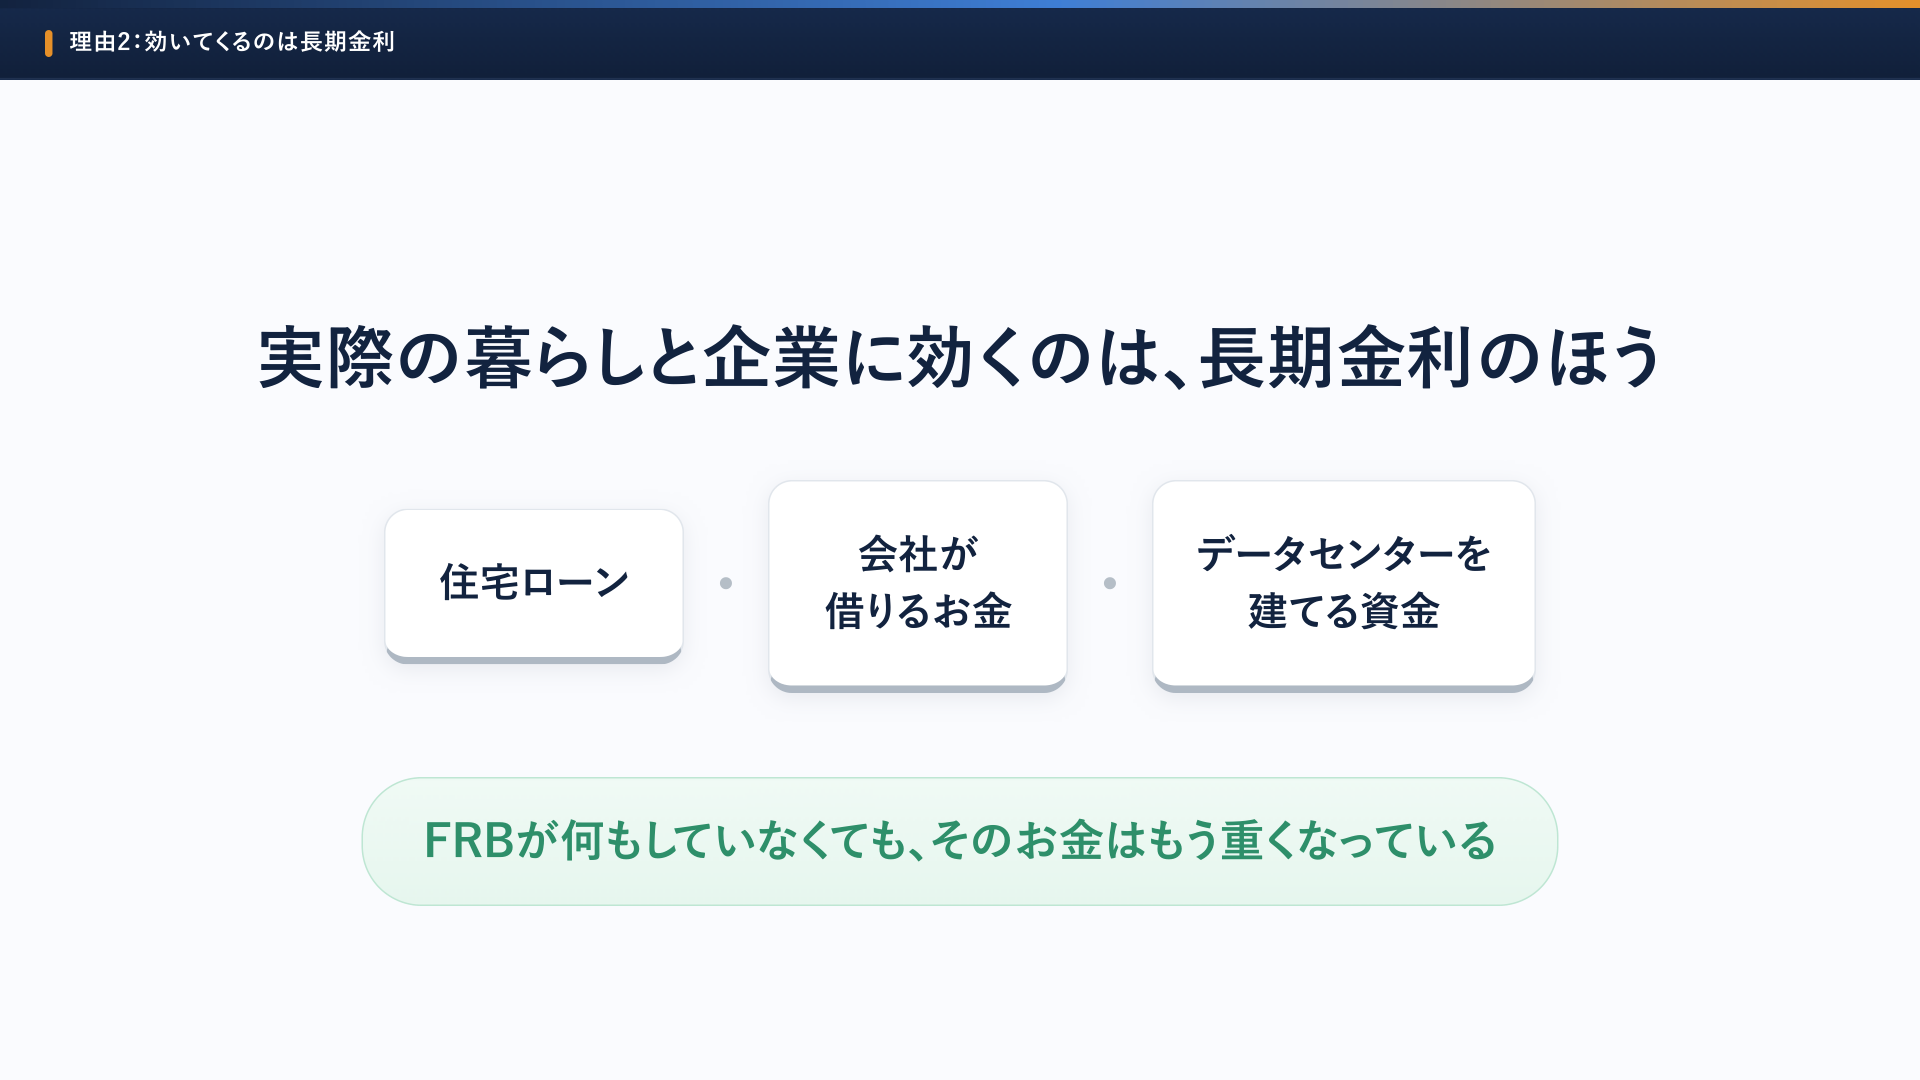 理由2：効いてくるのは長期金利
実際の暮らしと企業に効くのは、長期金利のほう
住宅ローン
会社が
借りるお金
データセンターを
建てる資金
FRBが何もしていなくても、そのお金はもう重くなっている